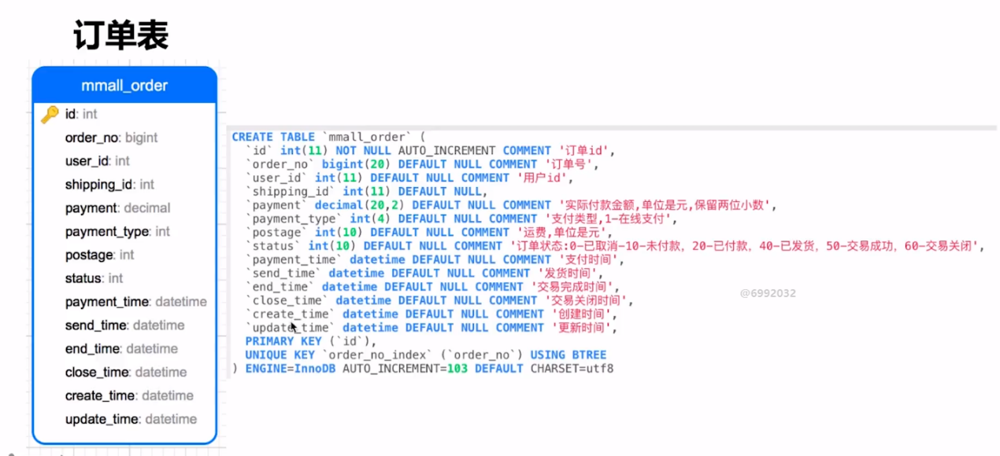 订单表
mmall_order
id: int
order_no: bigint
user_id: int
shipping_id: int
payment: decimal
payment_type: int
postage: int
status: int
payment_time: datetime
send_time: datetime
end_time: datetime
close_time: datetime
create_time: datetime
update_time: datetime
CREATE TABLE `mmall_order` (
`id` int(11) NOT NULL AUTO_INCREMENT COMMENT '订单id',
`order_no` bigint(20) DEFAULT NULL COMMENT '订单号',
`user_id` int(11) DEFAULT NULL COMMENT '用户id',
`shipping_id` int(11) DEFAULT NULL,
`payment` decimal(20,2) DEFAULT NULL COMMENT '实际付款金额,单位是元,保留两位小数',
`payment_type` int(4) DEFAULT NULL COMMENT '支付类型,1-在线支付',
`postage` int(10) DEFAULT NULL COMMENT '运费,单位是元',
`status` int(10) DEFAULT NULL COMMENT '订单状态:0-已取消-10-未付款，20-已付款，40-已发货，50-交易成功，60-交易关闭',
`payment_time` datetime DEFAULT NULL COMMENT '支付时间',
`send_time` datetime DEFAULT NULL COMMENT '发货时间',
`end_time` datetime DEFAULT NULL COMMENT '交易完成时间',
`close_time` datetime DEFAULT NULL COMMENT '交易关闭时间',
`create_time` datetime DEFAULT NULL COMMENT '创建时间',
`update_time` datetime DEFAULT NULL COMMENT '更新时间',
PRIMARY KEY (`id`),
UNIQUE KEY `order_no_index` (`order_no`) USING BTREE
) ENGINE=InnoDB AUTO_INCREMENT=103 DEFAULT CHARSET=utf8
@6992032